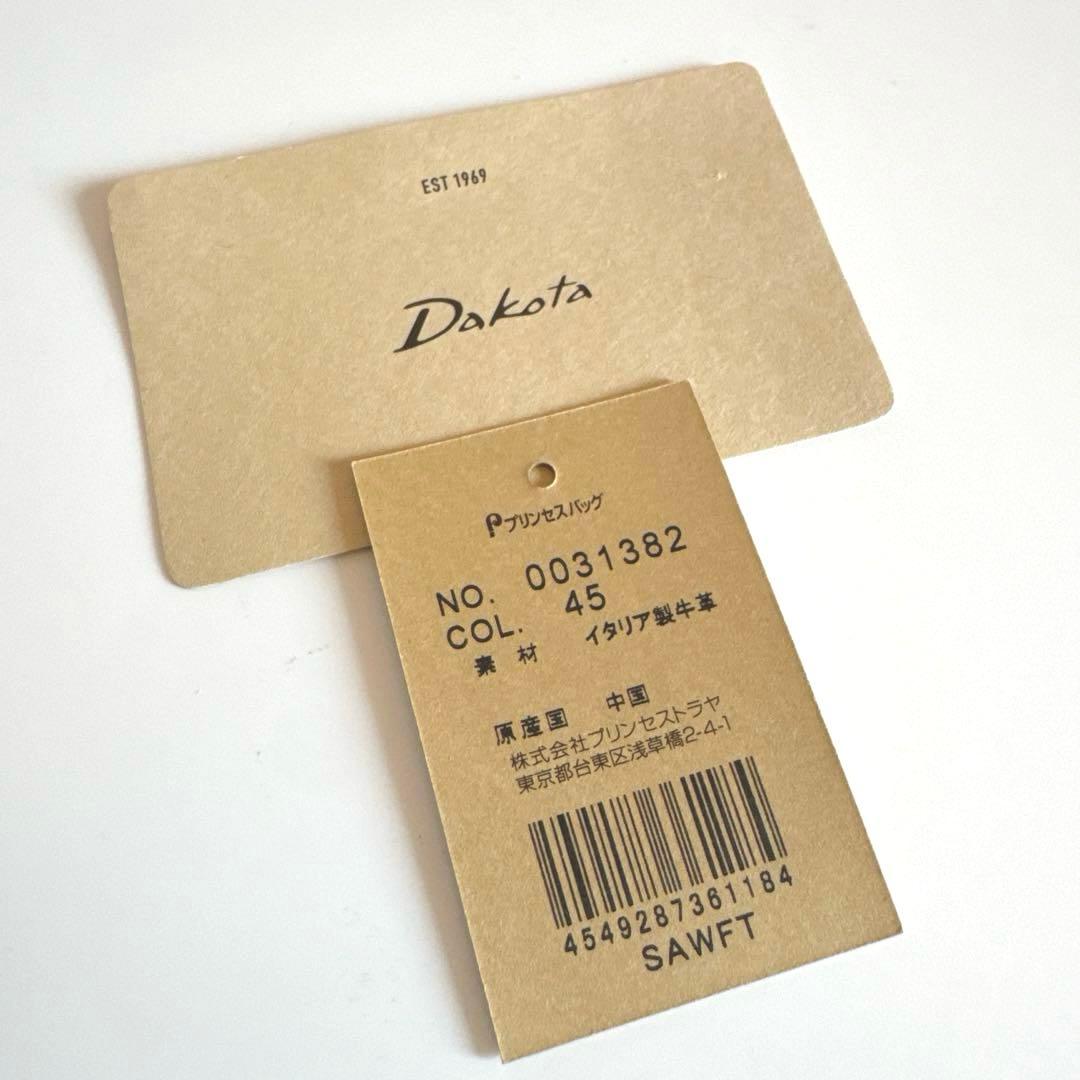 EST 1969
Dakota
プリンセスバッグ
NO. 0031382
COL. 45
素材 イタリア製牛革
原産国 中国
株式会社プリンセストラヤ
東京都台東区浅草橋2-4-1
4549287361184
SAWFT